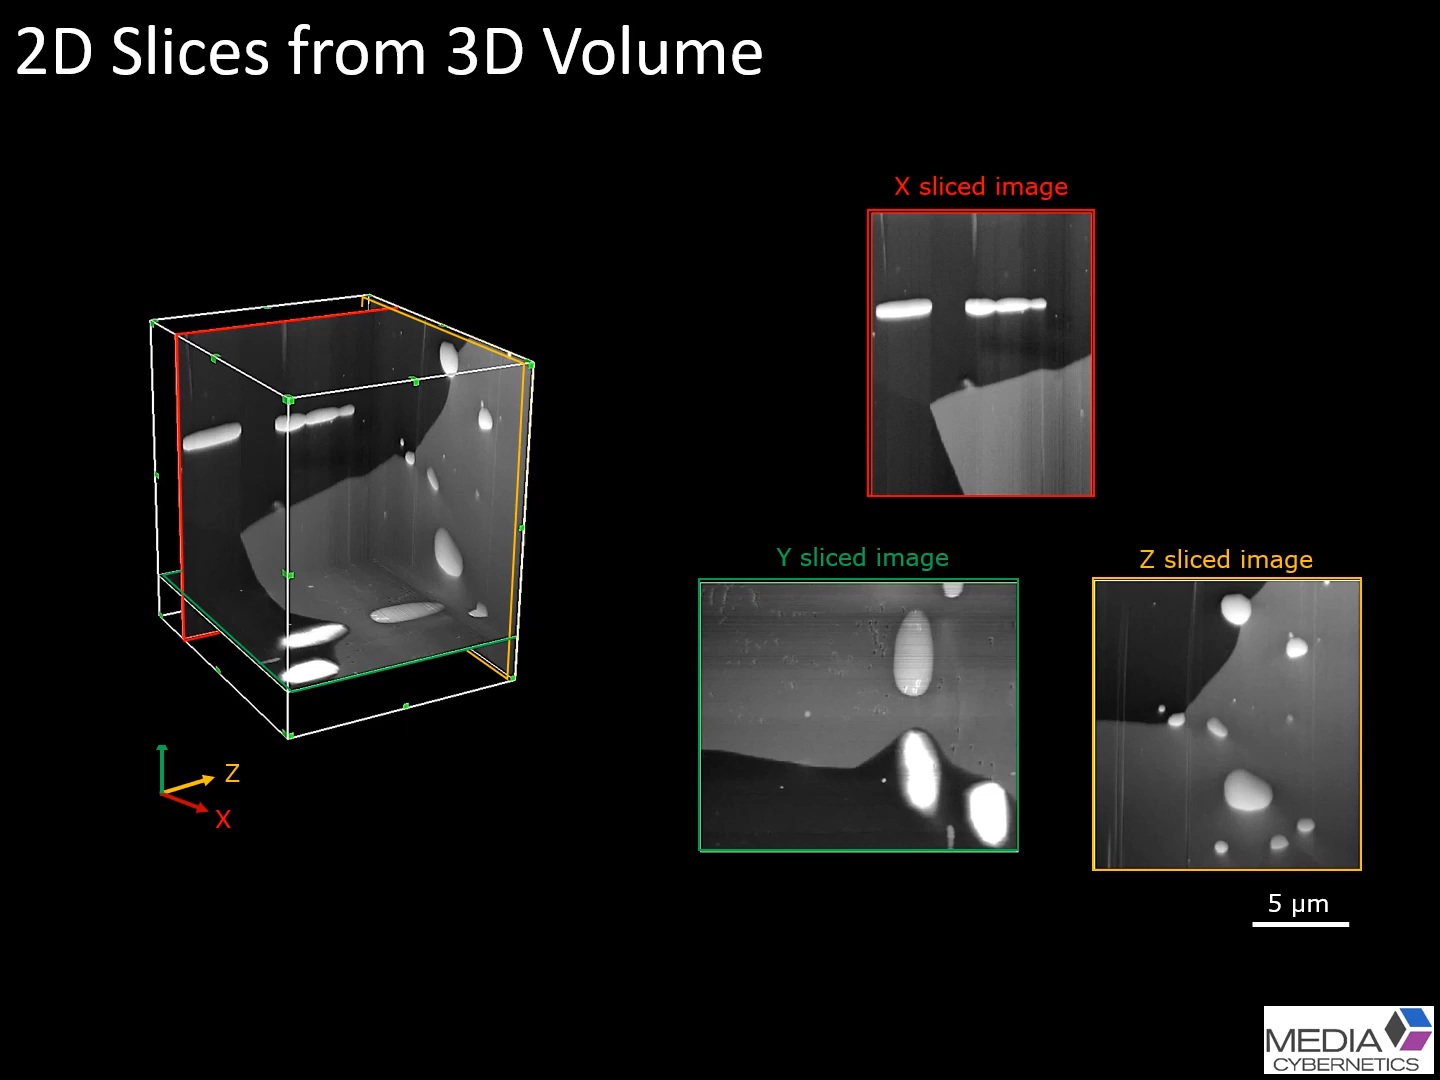 2D Slices from 3D Volume
X sliced image
Y sliced image
Z sliced image
Z
X
5 µm
MEDIA
CYBERNETICS